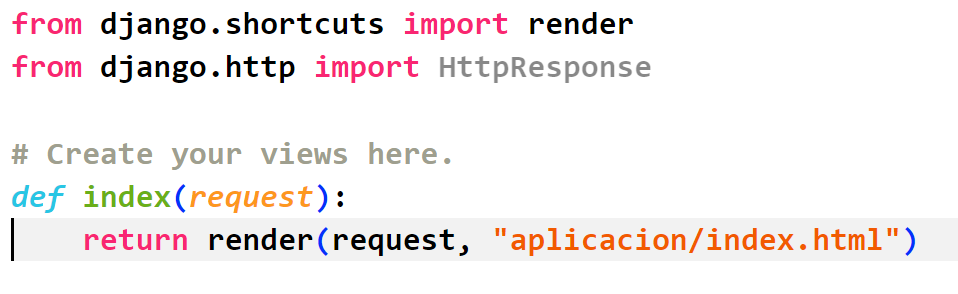 from django.shortcuts import render
from django.http import HttpResponse
# Create your views here.
def index(request):
    return render(request, "aplicacion/index.html")